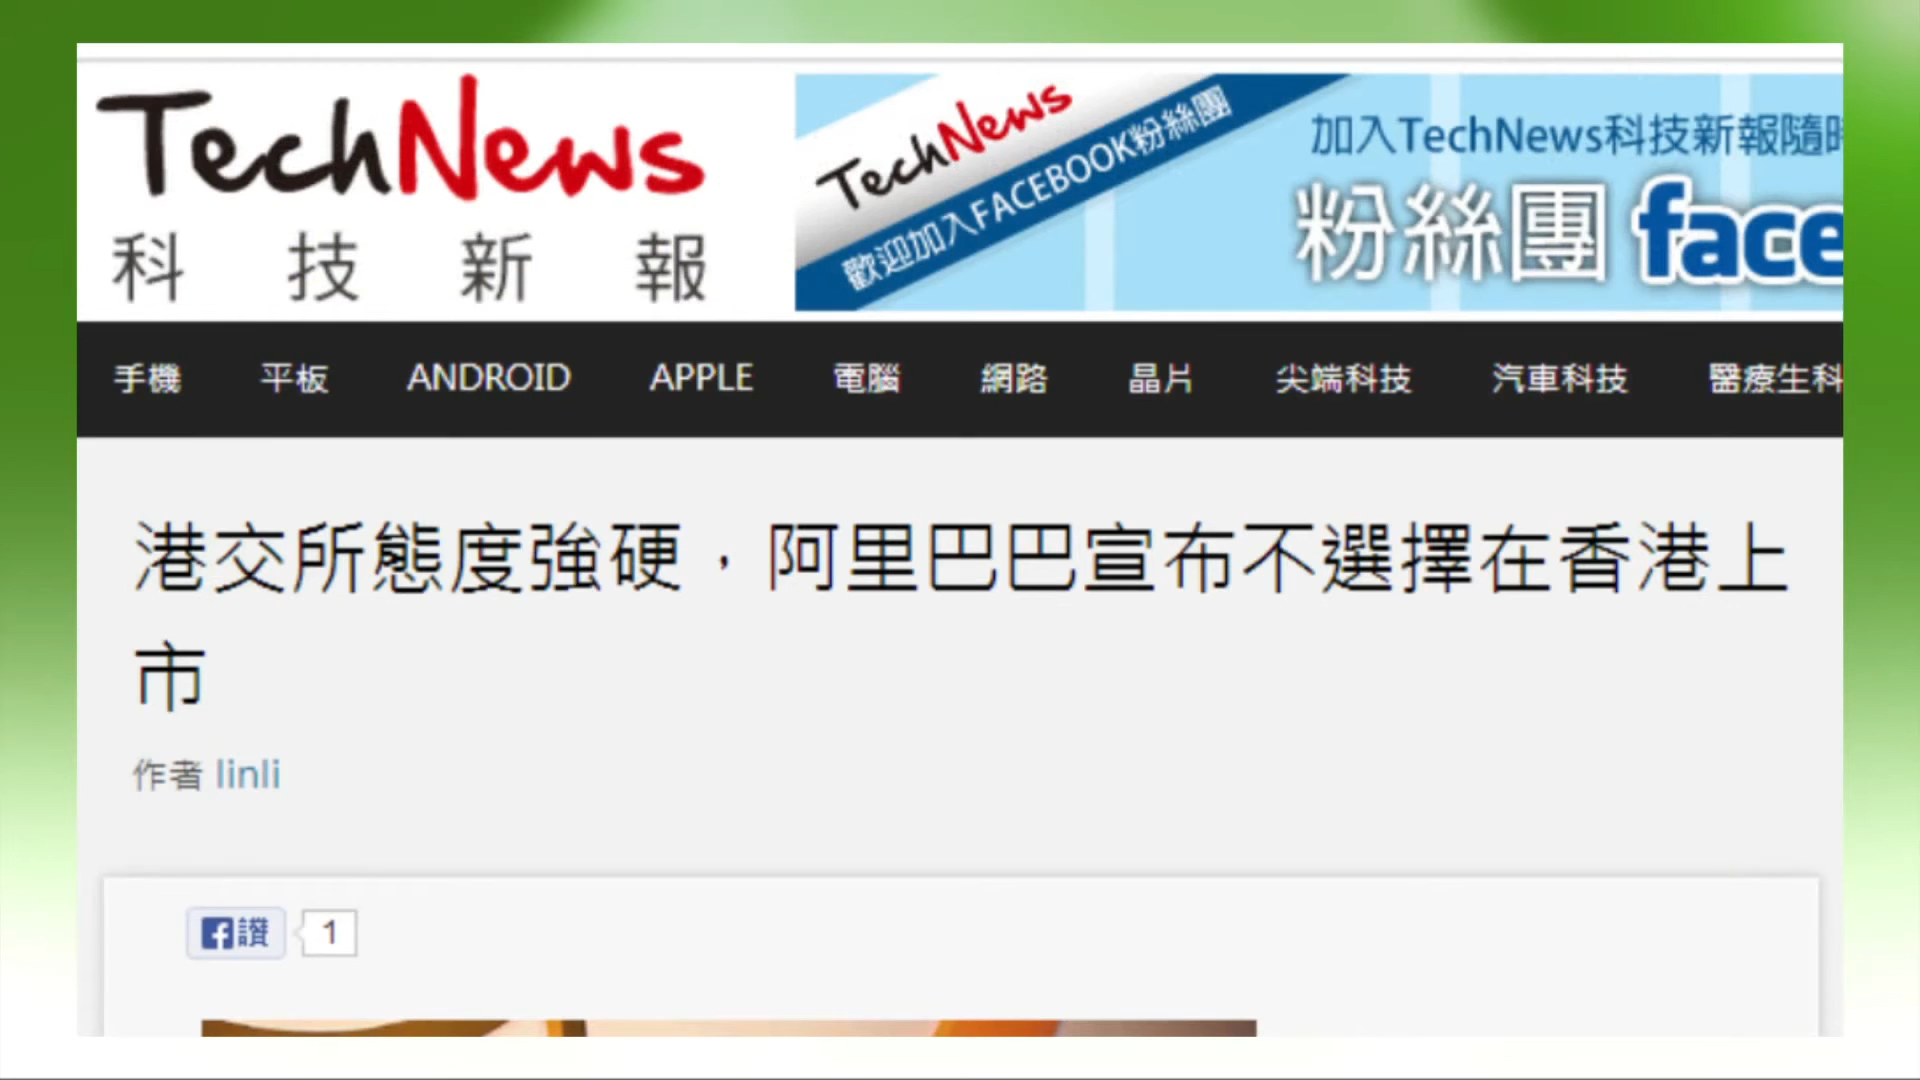 TechNews
科技新報
TechNews
歡迎加入FACEBOOK粉絲團
加入TechNews科技新報隨時
粉絲團 face
手機 平板 ANDROID APPLE 電腦 網路 晶片 尖端科技 汽車科技 醫療生科
港交所態度強硬，阿里巴巴宣布不選擇在香港上
市
作者 linli
讚 1